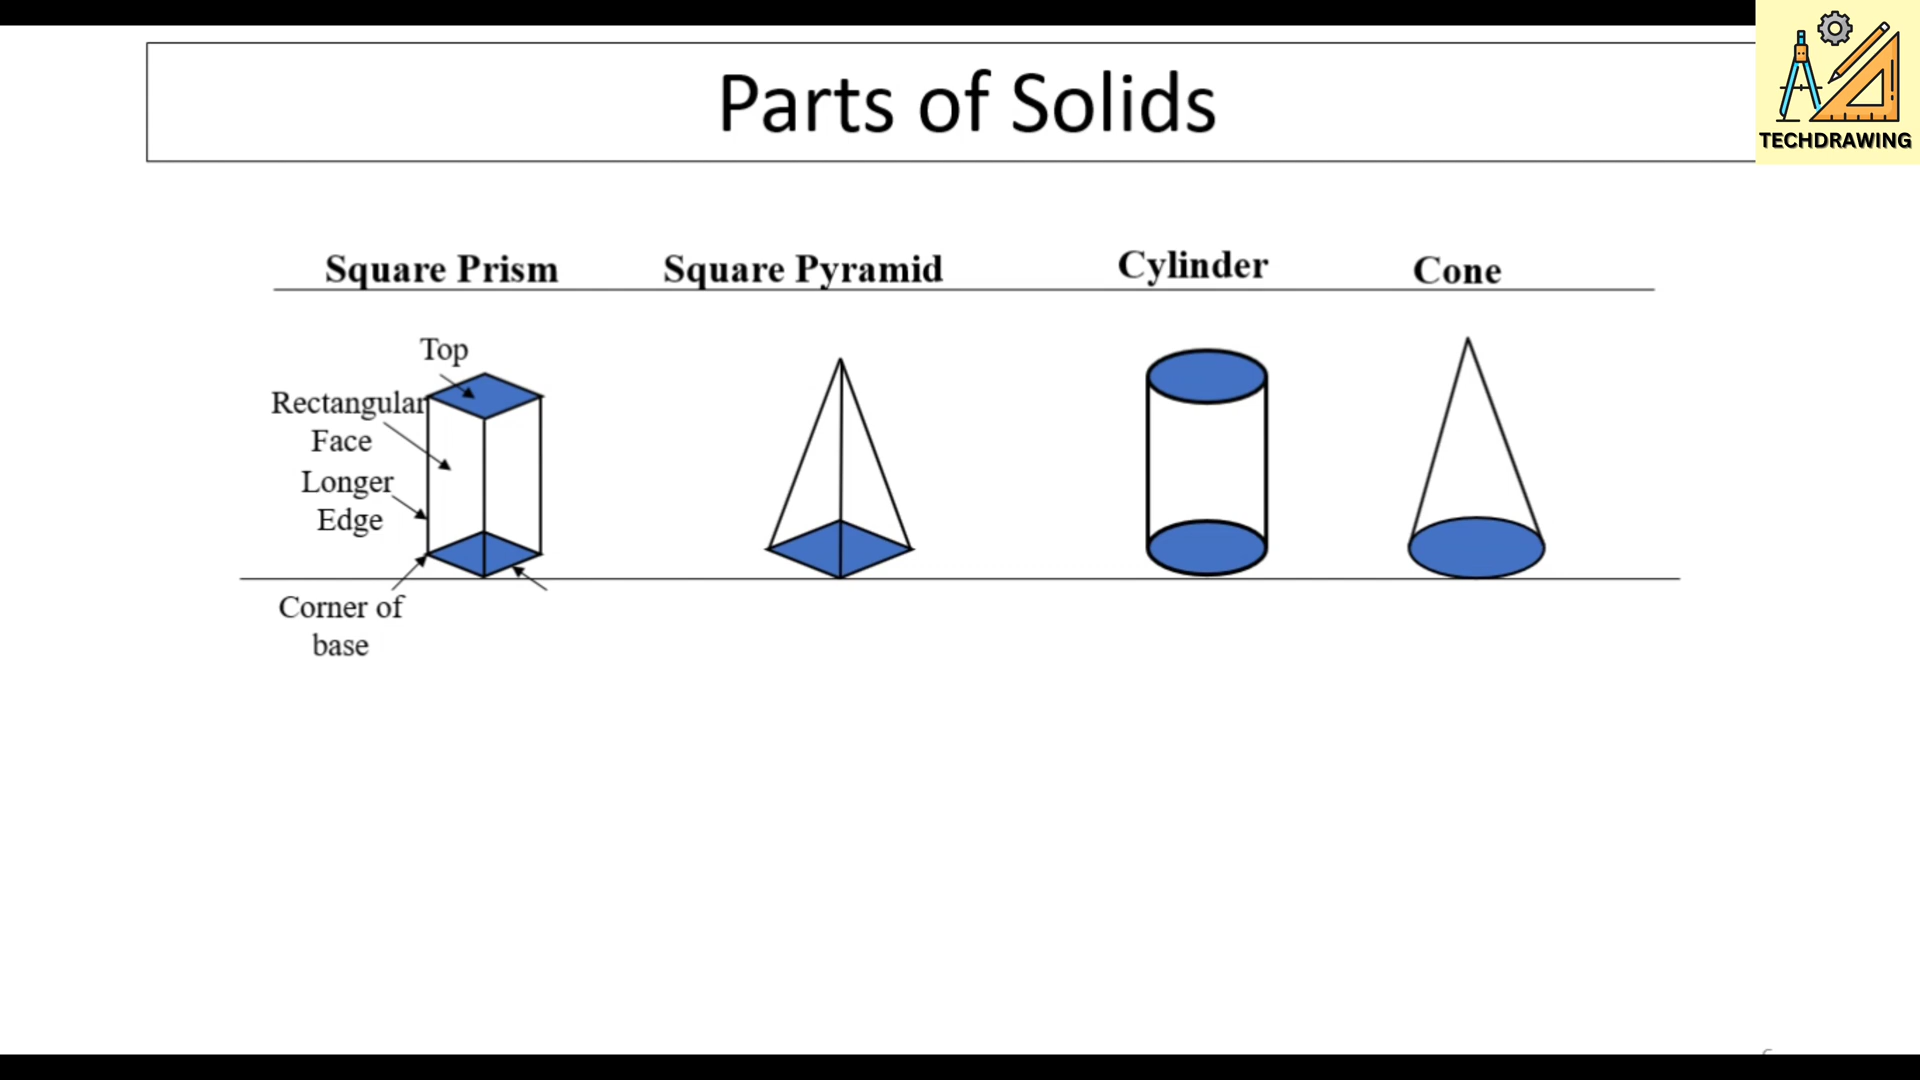 Parts of Solids
TECHDRAWING
Square Prism
Square Pyramid
Cylinder
Cone
Top
Rectangular
Face
Longer
Edge
Corner of
base